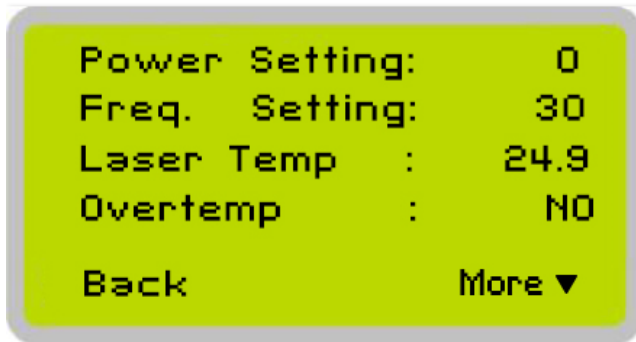 Power Setting: 0
Freq. Setting: 30
Laser Temp : 24.9
Overtemp : NO
Back More ▼